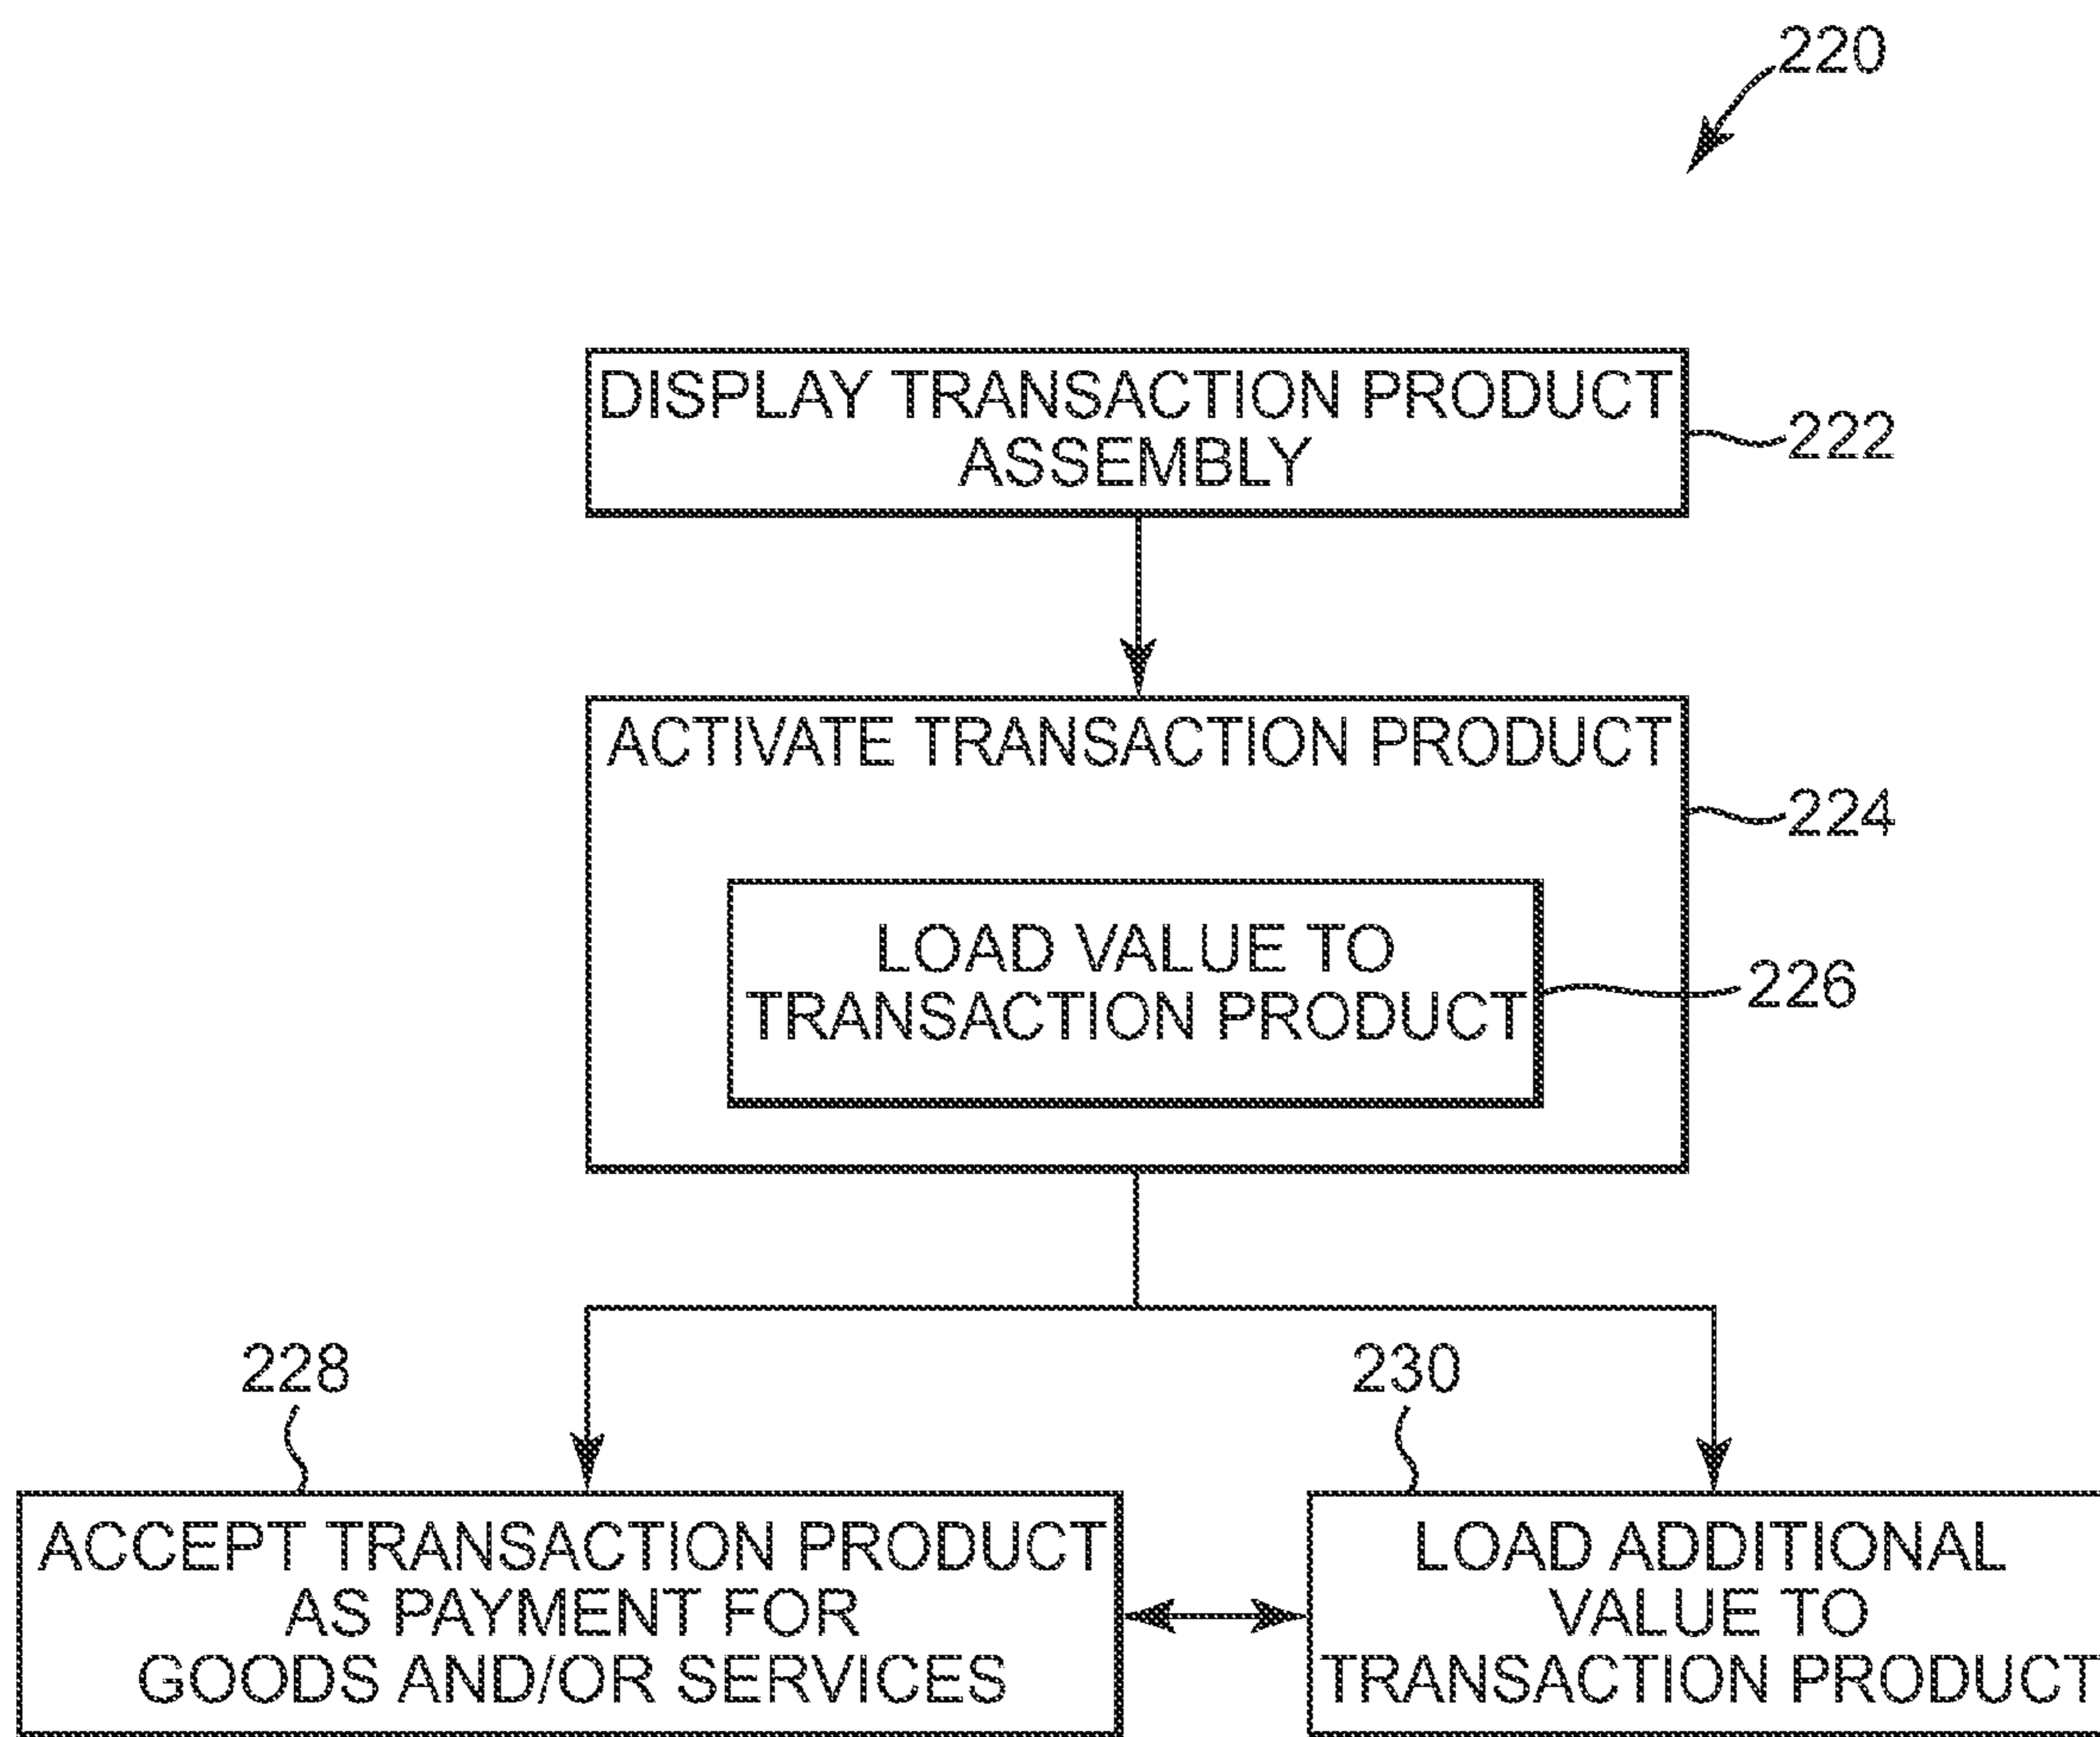 220
DISPLAY TRANSACTION PRODUCT
ASSEMBLY
222
ACTIVATE TRANSACTION PRODUCT
224
LOAD VALUE TO
TRANSACTION PRODUCT
226
228
230
ACCEPT TRANSACTION PRODUCT
AS PAYMENT FOR
GOODS AND/OR SERVICES
LOAD ADDITIONAL
VALUE TO
TRANSACTION PRODUCT